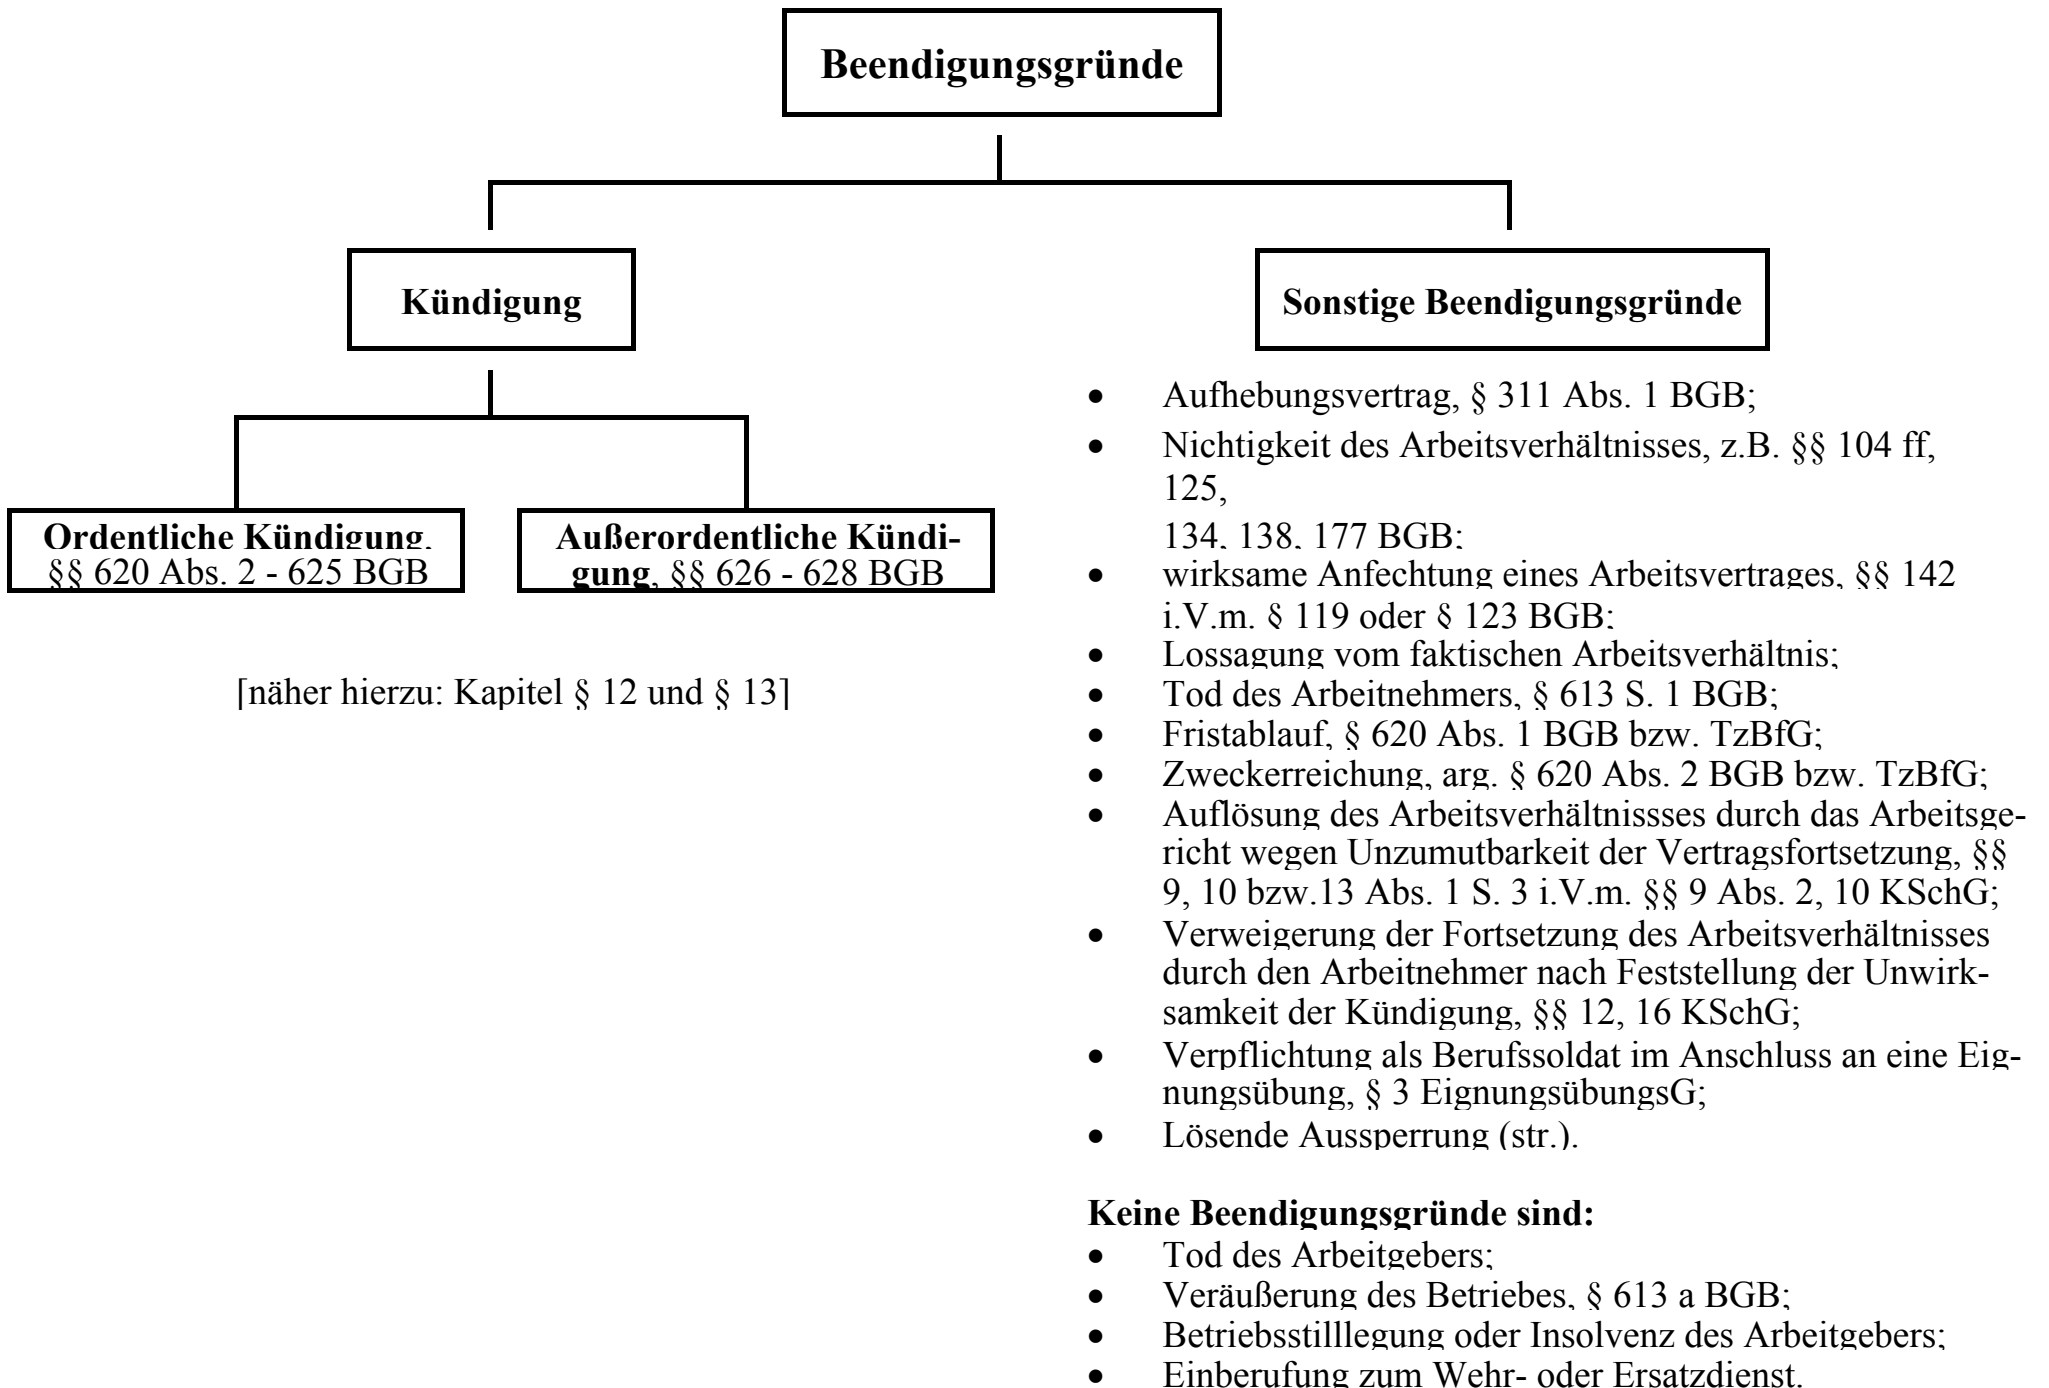 Beendigungsgründe
Kündigung
Sonstige Beendigungsgründe
Ordentliche Kündigung,
§§ 620 Abs. 2 - 625 BGB
Außerordentliche Kündi-
gung, §§ 626 - 628 BGB
[näher hierzu: Kapitel § 12 und § 13]
• Aufhebungsvertrag, § 311 Abs. 1 BGB;
• Nichtigkeit des Arbeitsverhältnisses, z.B. §§ 104 ff,
125,
134, 138, 177 BGB;
• wirksame Anfechtung eines Arbeitsvertrages, §§ 142
i.V.m. § 119 oder § 123 BGB;
• Lossagung vom faktischen Arbeitsverhältnis;
• Tod des Arbeitnehmers, § 613 S. 1 BGB;
• Fristablauf, § 620 Abs. 1 BGB bzw. TzBfG;
• Zweckerreichung, arg. § 620 Abs. 2 BGB bzw. TzBfG;
• Auflösung des Arbeitsverhältnissses durch das Arbeitsge-
richt wegen Unzumutbarkeit der Vertragsfortsetzung, §§
9, 10 bzw.13 Abs. 1 S. 3 i.V.m. §§ 9 Abs. 2, 10 KSchG;
• Verweigerung der Fortsetzung des Arbeitsverhältnisses
durch den Arbeitnehmer nach Feststellung der Unwirk-
samkeit der Kündigung, §§ 12, 16 KSchG;
• Verpflichtung als Berufssoldat im Anschluss an eine Eig-
nungsübung, § 3 EignungsübungsG;
• Lösende Aussperrung (str.).
Keine Beendigungsgründe sind:
• Tod des Arbeitgebers;
• Veräußerung des Betriebes, § 613 a BGB;
• Betriebsstilllegung oder Insolvenz des Arbeitgebers;
• Einberufung zum Wehr- oder Ersatzdienst.